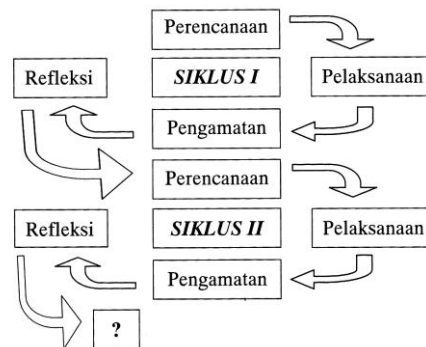 Perencanaan
Refleksi
SIKLUS I
Pelaksanaan
Pengamatan
Perencanaan
Refleksi
SIKLUS II
Pelaksanaan
Pengamatan
?